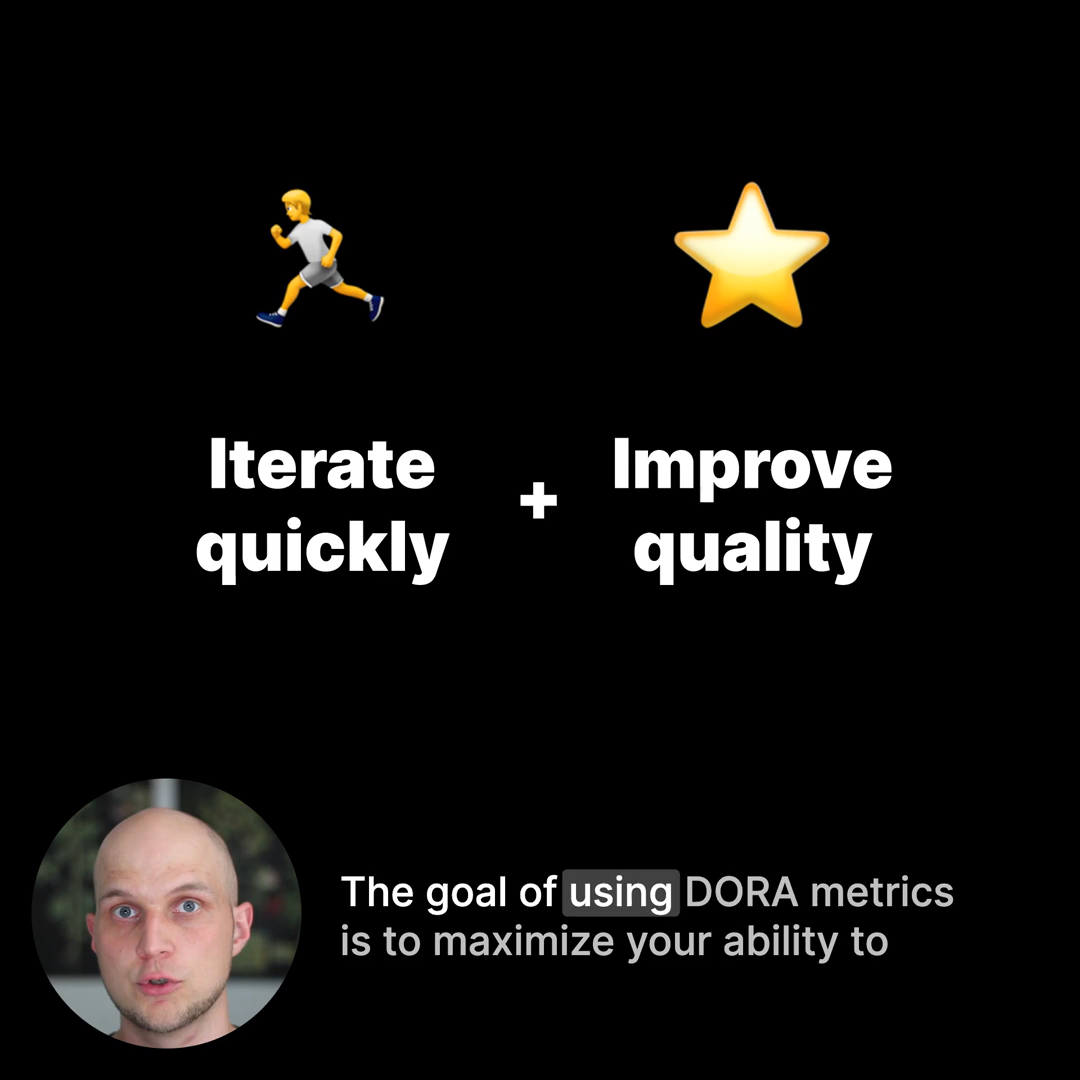 Iterate
quickly
+
Improve
quality
The goal of using DORA metrics
is to maximize your ability to